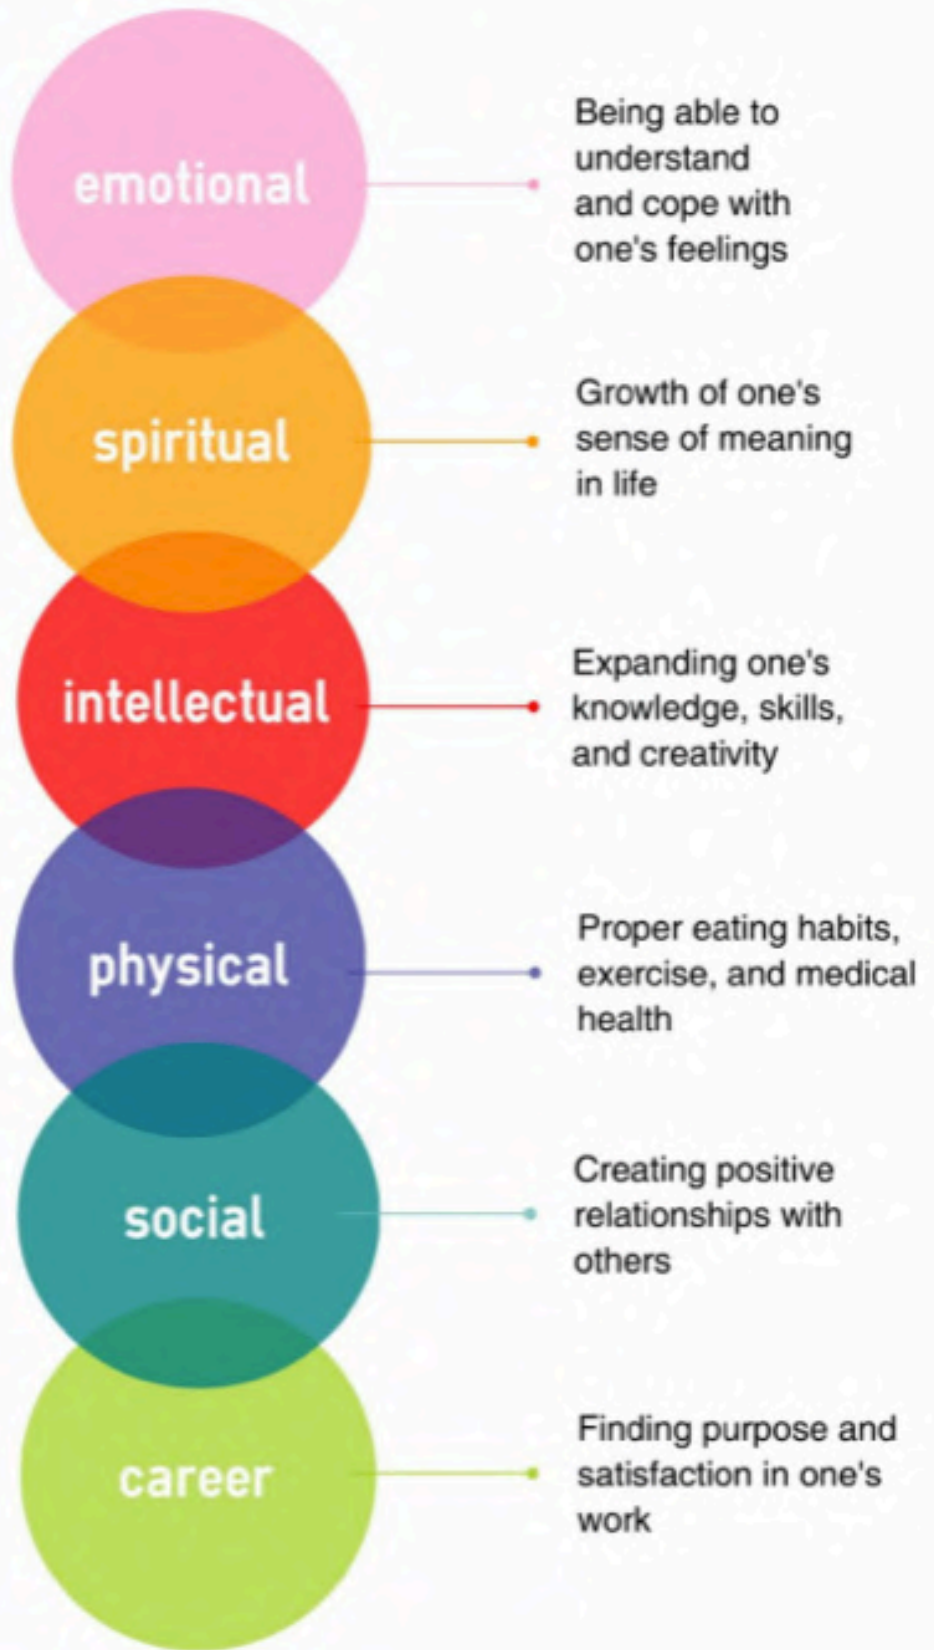 emotional
Being able to
understand
and cope with
one's feelings
spiritual
Growth of one's
sense of meaning
in life
intellectual
Expanding one's
knowledge, skills,
and creativity
physical
Proper eating habits,
exercise, and medical
health
social
Creating positive
relationships with
others
career
Finding purpose and
satisfaction in one's
work